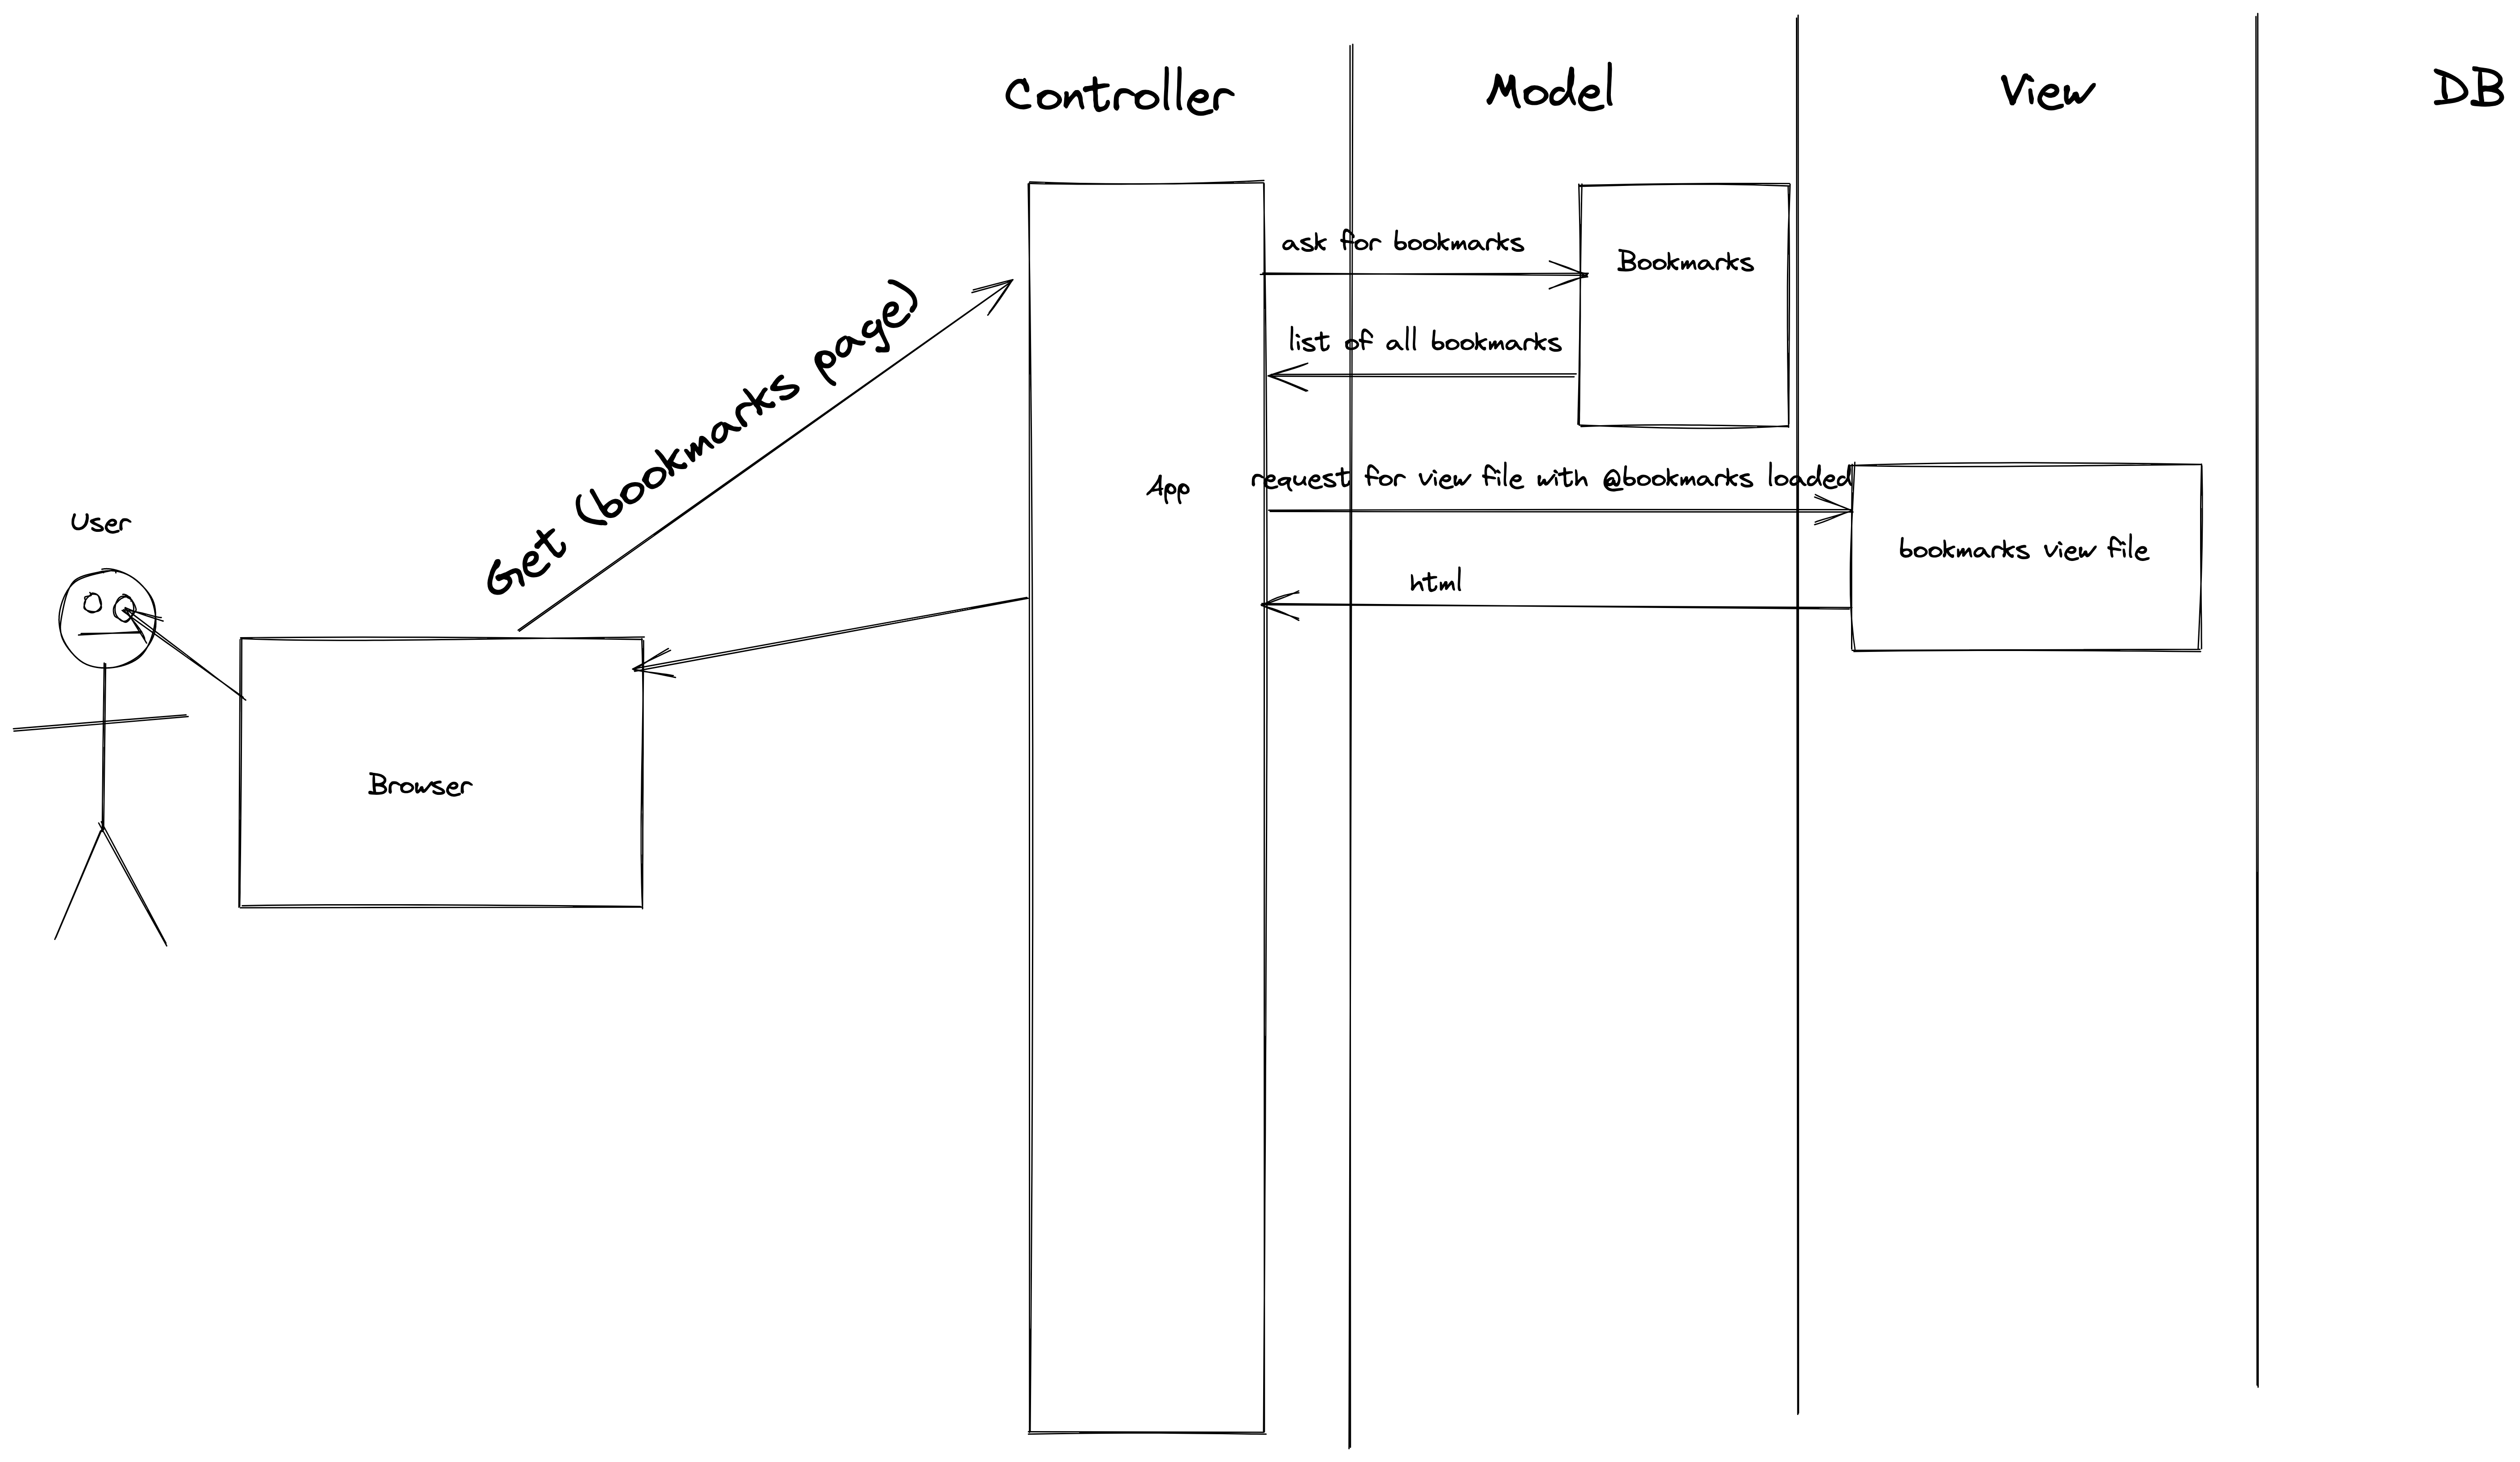 Controller
Model
View
DB
ask for bookmarks
Bookmarks
list of all bookmarks
Get (bookmarks page)
App
request for view file with @bookmarks loaded
bookmarks view file
html
User
Browser